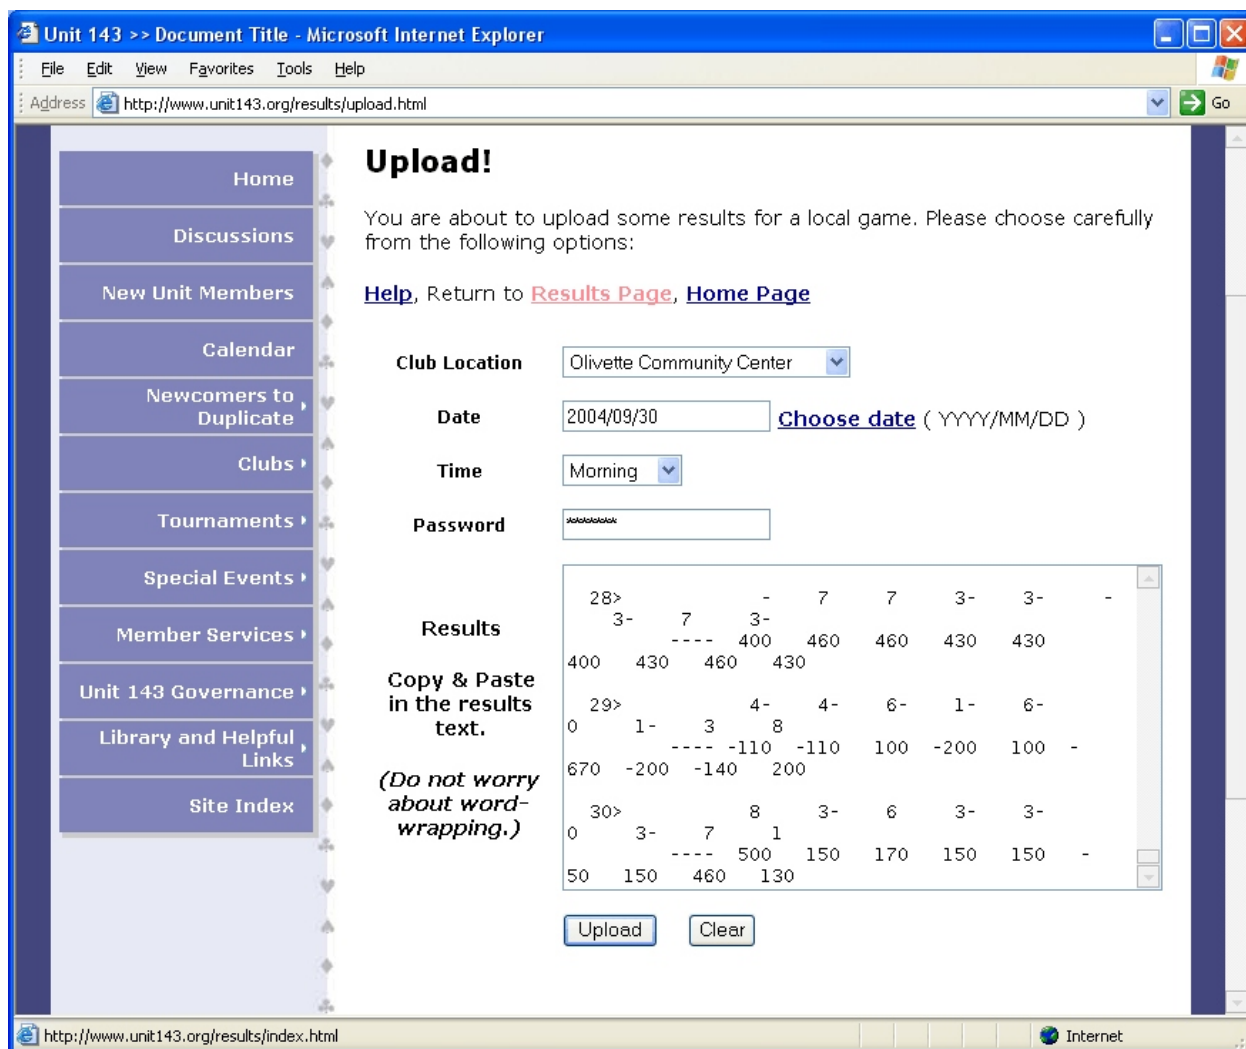 Unit 143 >> Document Title - Microsoft Internet Explorer
File Edit View Favorites Tools Help
Address http://www.unit143.org/results/upload.html Go
Home
Discussions
New Unit Members
Calendar
Newcomers to
Duplicate
Clubs
Tournaments
Special Events
Member Services
Unit 143 Governance
Library and Helpful
Links
Site Index
Upload!
You are about to upload some results for a local game. Please choose carefully
from the following options:
Help, Return to Results Page, Home Page
Club Location Olivette Community Center
Date 2004/09/30 Choose date ( YYYY/MM/DD )
Time Morning
Password ********
Results
Copy & Paste
in the results
text.
(Do not worry
about word-
wrapping.)
28> - 7 7 3- 3- -
3- 7 3-
---- 400 460 460 430 430
400 430 460 430
29> 4- 4- 6- 1- 6-
0 1- 3 8
---- -110 -110 100 -200 100 -
670 -200 -140 200
30> 8 3- 6 3- 3-
0 3- 7 1
---- 500 150 170 150 150 -
50 150 460 130
Upload Clear
http://www.unit143.org/results/index.html Internet